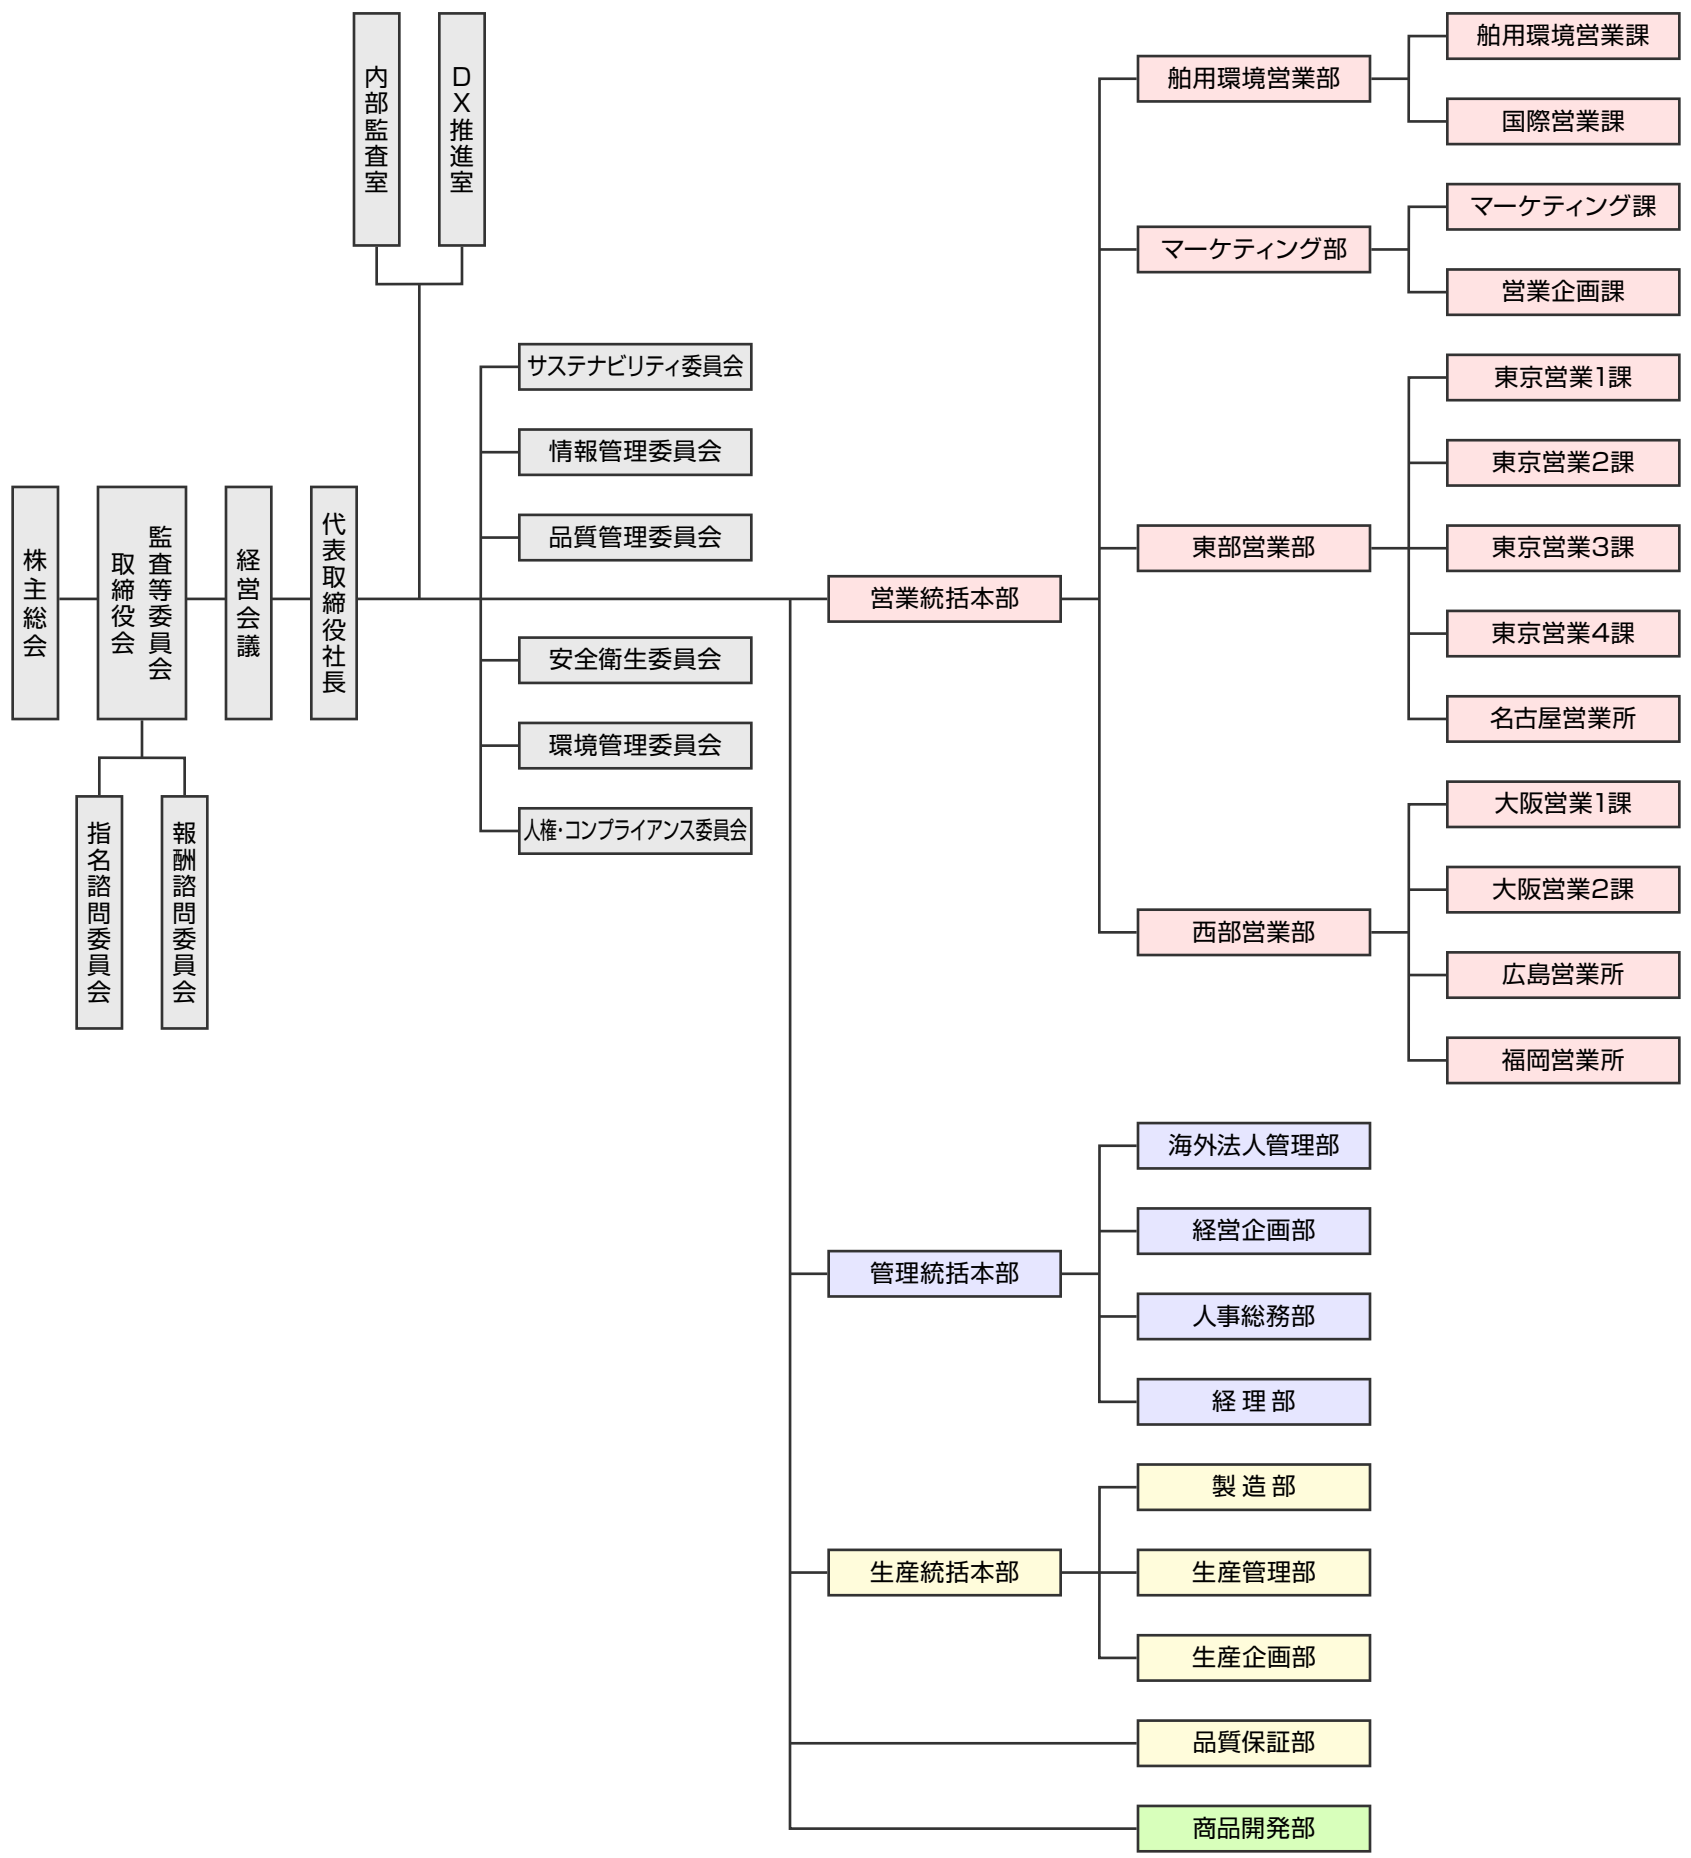 株主総会
監査等委員会
取締役会
指名諮問委員会
報酬諮問委員会
経営会議
代表取締役社長
内部監査室
DX推進室
サステナビリティ委員会
情報管理委員会
品質管理委員会
安全衛生委員会
環境管理委員会
人権・コンプライアンス委員会
営業統括本部
舶用環境営業部
舶用環境営業課
国際営業課
マーケティング部
マーケティング課
営業企画課
東部営業部
東京営業1課
東京営業2課
東京営業3課
東京営業4課
名古屋営業所
西部営業部
大阪営業1課
大阪営業2課
広島営業所
福岡営業所
管理統括本部
海外法人管理部
経営企画部
人事総務部
経理部
生産統括本部
製造部
生産管理部
生産企画部
品質保証部
商品開発部